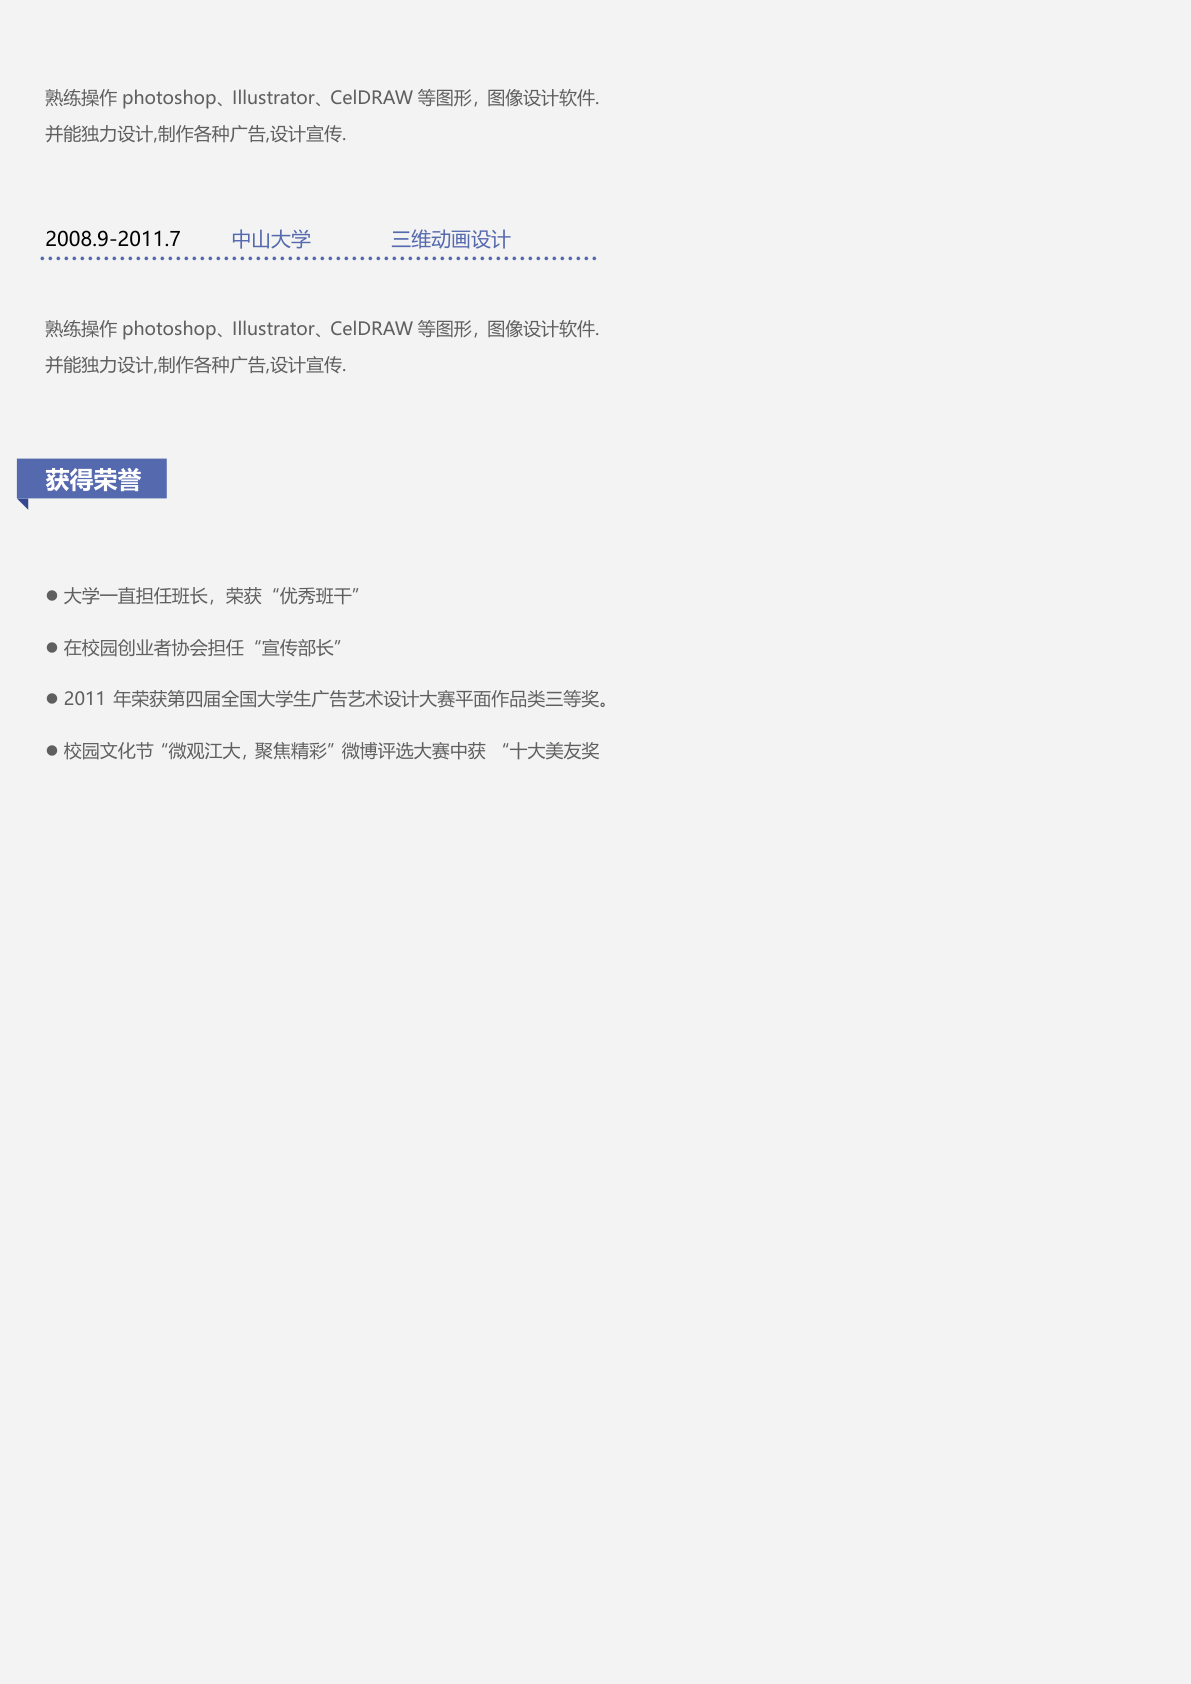 熟练操作 photoshop、Illustrator、CelDRAW 等图形，图像设计软件.
并能独力设计,制作各种广告,设计宣传.
2008.9-2011.7 中山大学 三维动画设计
熟练操作 photoshop、Illustrator、CelDRAW 等图形，图像设计软件.
并能独力设计,制作各种广告,设计宣传.
获得荣誉
● 大学一直担任班长，荣获“优秀班干”
● 在校园创业者协会担任“宣传部长”
● 2011 年荣获第四届全国大学生广告艺术设计大赛平面作品类三等奖。
● 校园文化节“微观江大，聚焦精彩”微博评选大赛中获 “十大美友奖